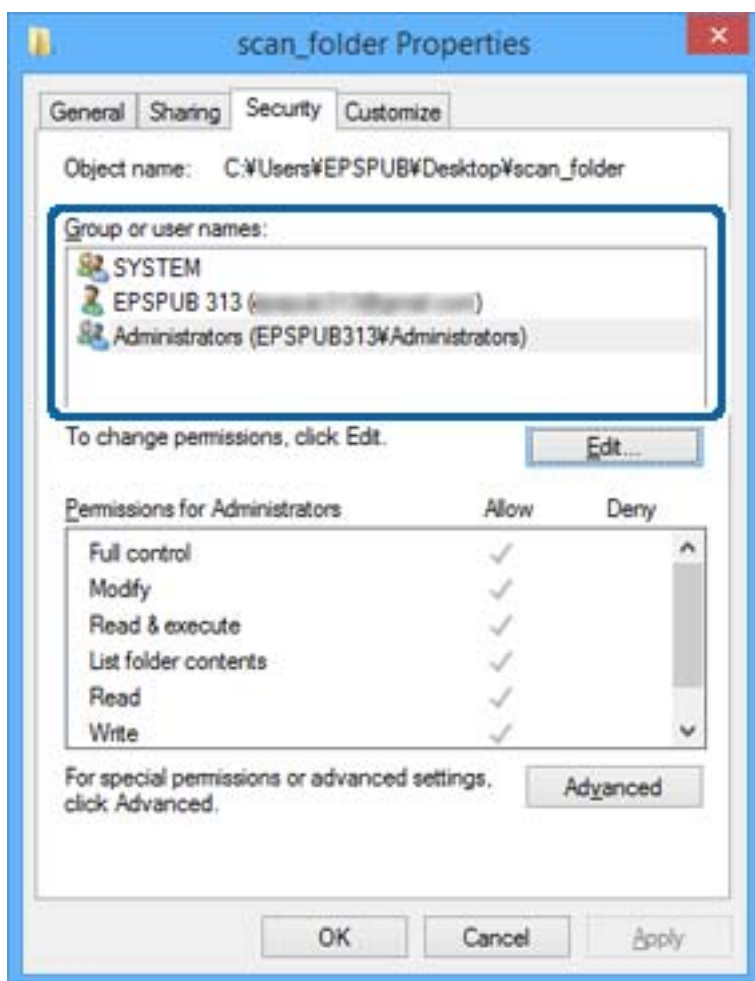 scan_folder Properties
General Sharing Security Customize
Object name: C:¥Users¥EPSPUB¥Desktop¥scan_folder
Group or user names:
SYSTEM
EPSPUB 313 ( )
Administrators (EPSPUB313¥Administrators)
To change permissions, click Edit.
Edit...
Permissions for Administrators Allow Deny
Full control
Modify
Read & execute
List folder contents
Read
Write
For special permissions or advanced settings,
click Advanced.
Advanced
OK Cancel Apply